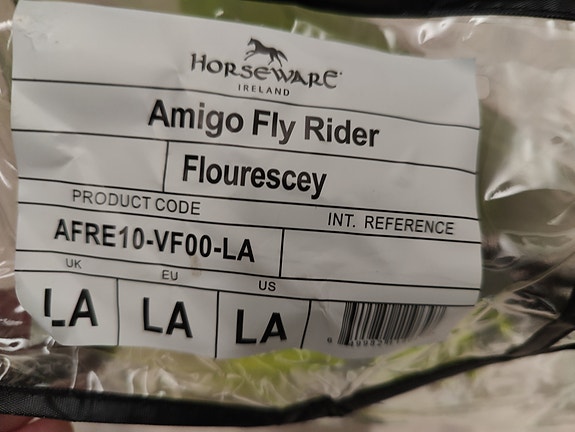 HORSEWARE
IRELAND
Amigo Fly Rider
Flourescey
PRODUCT CODE
INT. REFERENCE
AFRE10-VF00-LA
UK
EU
US
LA
LA
LA